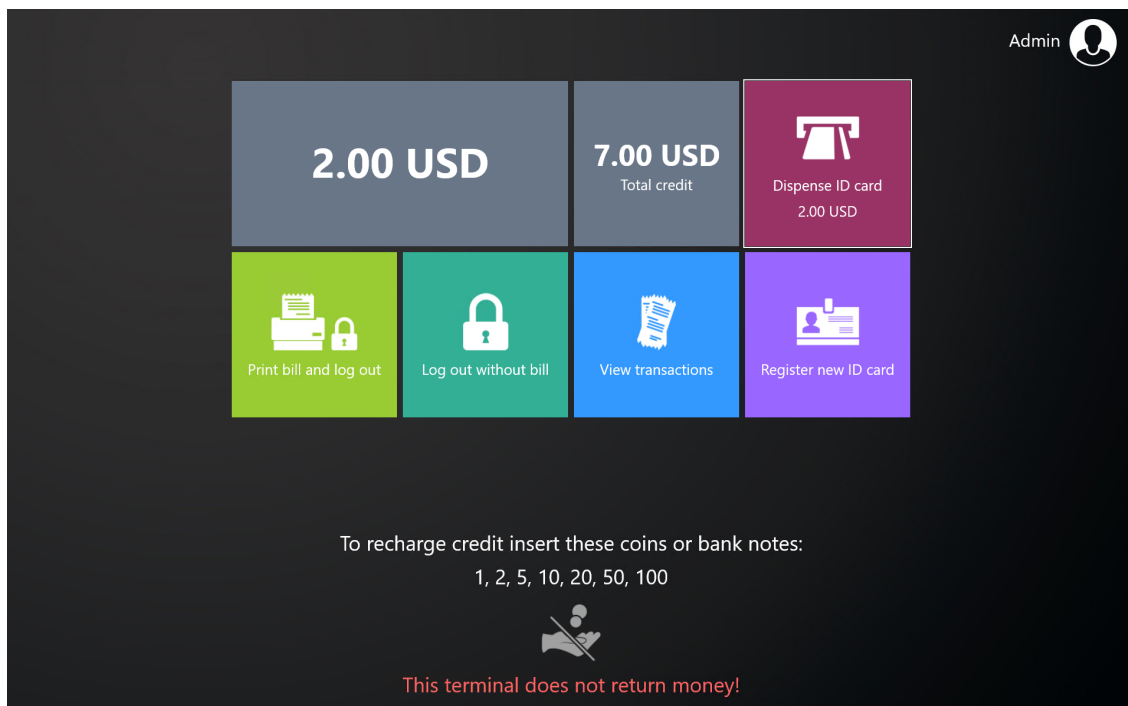 Admin
2.00 USD
7.00 USD
Total credit
Dispense ID card
2.00 USD
Print bill and log out
Log out without bill
View transactions
Register new ID card
To recharge credit insert these coins or bank notes:
1, 2, 5, 10, 20, 50, 100
This terminal does not return money!